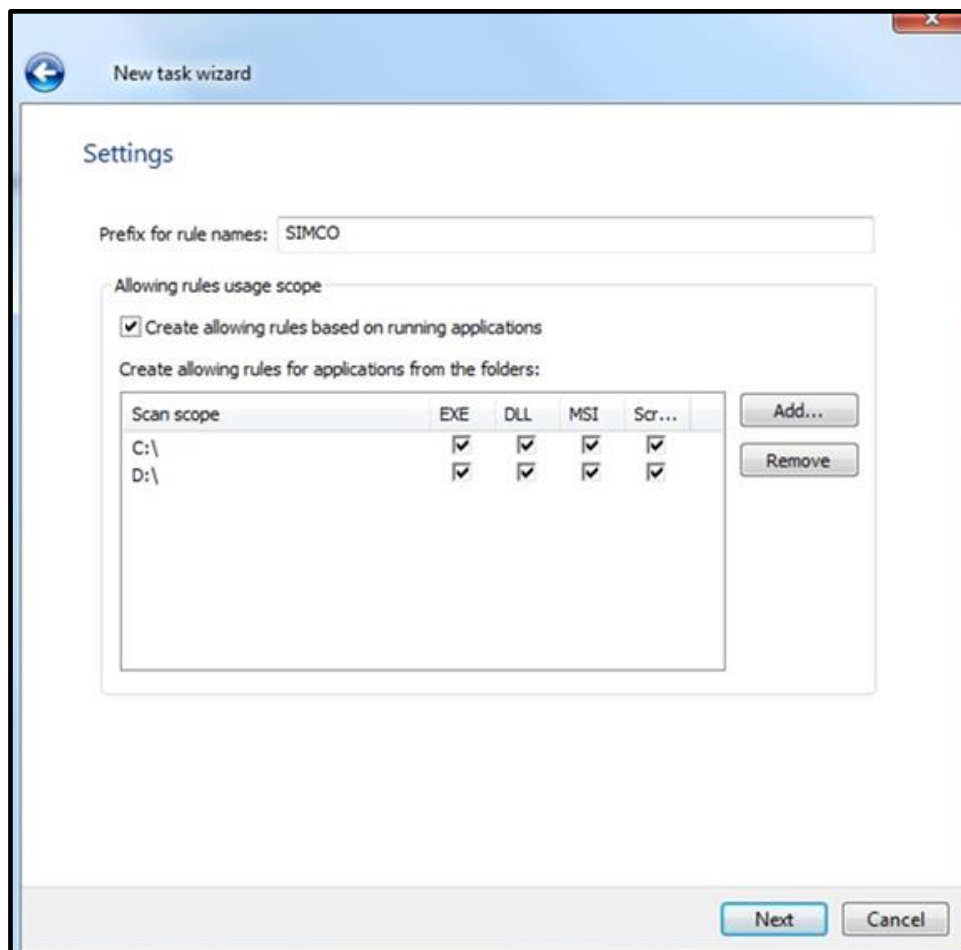 New task wizard
Settings
Prefix for rule names: SIMCO
Allowing rules usage scope
Create allowing rules based on running applications
Create allowing rules for applications from the folders:
Scan scope EXE DLL MSI Scr...
Add...
C:\
D:\
Remove
Next Cancel